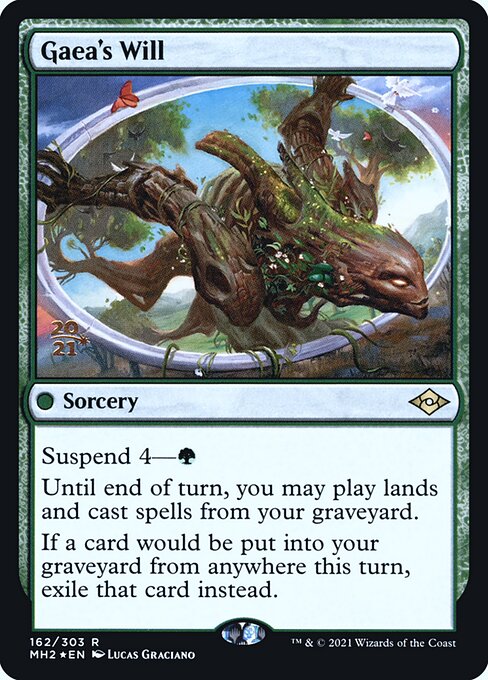 Gaea's Will
20
21
Sorcery
Suspend 4—
Until end of turn, you may play lands
and cast spells from your graveyard.
If a card would be put into your
graveyard from anywhere this turn,
exile that card instead.
162/303 R
MH2 ★ EN Lucas Graciano
™ & © 2021 Wizards of the Coast